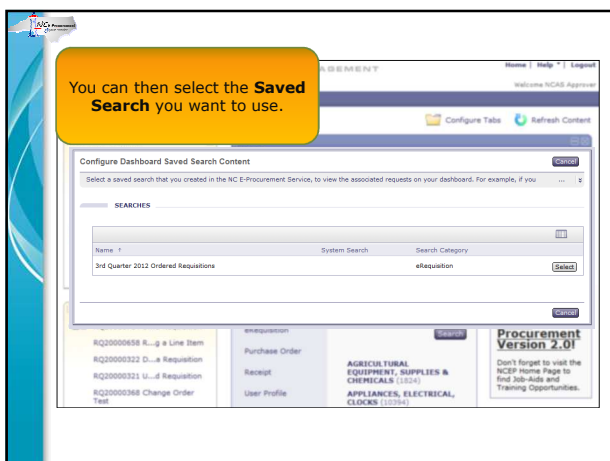 NC E-Procurement
You can then select the Saved
Search you want to use.
AGEMENT
Home | Help | Logout
Welcome NCAS Approver
Configure Tabs
Refresh Content
Configure Dashboard Saved Search Content
Cancel
Select a saved search that you created in the NC E-Procurement Service, to view the associated requests on your dashboard. For example, if you ...
SEARCHES
Name ↑ System Search Search Category
3rd Quarter 2012 Ordered Requisitions eRequisition Select
Cancel
RQ20000658 R...g a Line Item
RQ20000322 D...a Requisition
RQ20000321 U...d Requisition
RQ20000368 Change Order
Test
eRequisition
Purchase Order
Receipt
User Profile
Search
AGRICULTURAL
EQUIPMENT, SUPPLIES &
CHEMICALS (1824)
APPLIANCES, ELECTRICAL,
CLOCKS (10394)
Procurement
Version 2.0!
Don't forget to visit the
NCEP Home Page to
find Job-Aids and
Training Opportunities.